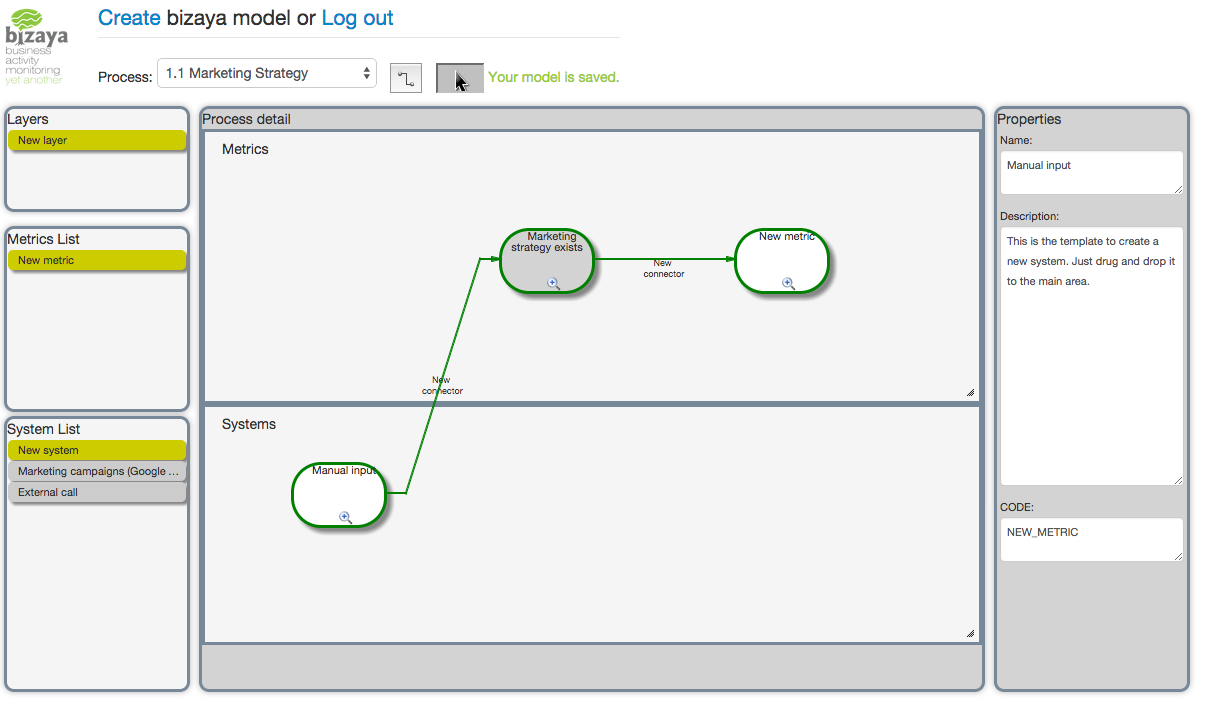 bizaya
business
activity
monitoring
yet another
Create bizaya model or Log out
Process: 1.1 Marketing Strategy
Your model is saved.
Layers
New layer
Metrics List
New metric
System List
New system
Marketing campaigns (Google ...
External call
Process detail
Metrics
Marketing
strategy exists
New metric
New
connector
New
connector
Systems
Manual input
Properties
Name:
Manual input
Description:
This is the template to create a
new system. Just drug and drop it
to the main area.
CODE:
NEW_METRIC